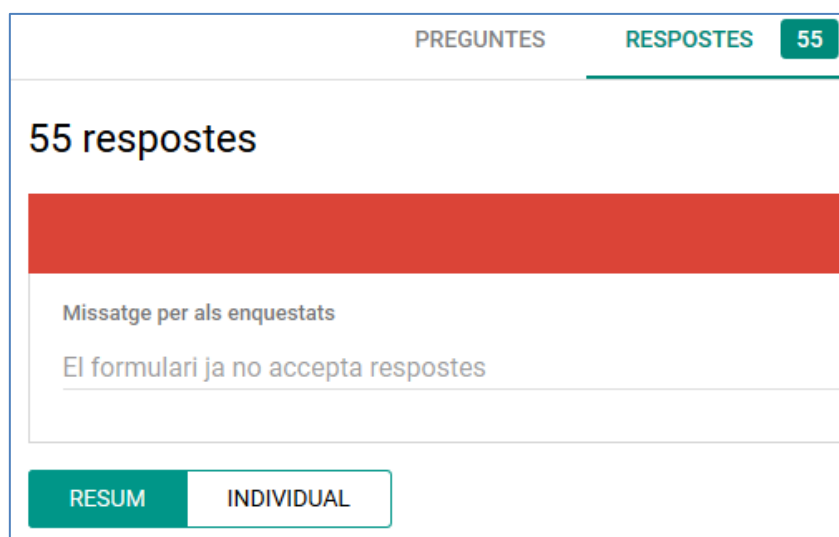 PREGUNTES RESPOSTES 55
55 respostes
Missatge per als enquestats
El formulari ja no accepta respostes
RESUM INDIVIDUAL